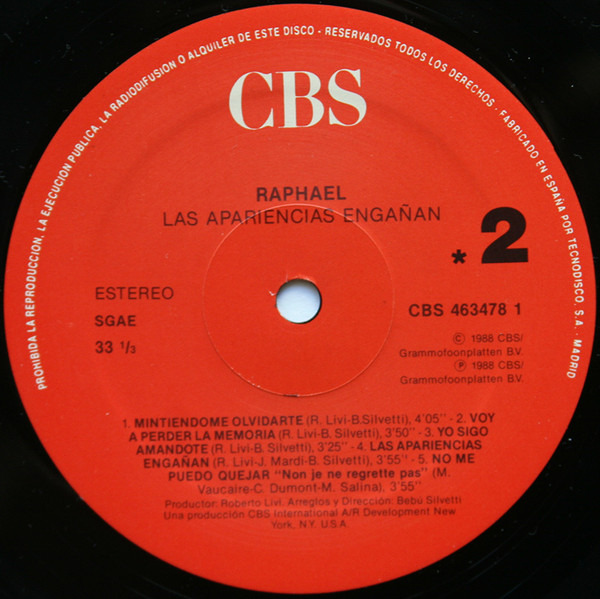 PROHIBIDA LA REPRODUCCION, LA EJECUCION PUBLICA, LA RADIODIFUSION O ALQUILER DE ESTE DISCO - RESERVADOS TODOS LOS DERECHOS - FABRICADO EN ESPAÑA POR TECNODISCO, S.A. - MADRID
CBS
RAPHAEL
LAS APARIENCIAS ENGAÑAN
* 2
ESTEREO
SGAE
33 1/3
CBS 463478 1
© 1988 CBS/
Grammofoonplatten B.V.
℗ 1988 CBS/
Grammofoonplatten B.V.
1. MINTIENDOME OLVIDARTE (R. Livi-B.Silvetti), 4'05" - 2. VOY
A PERDER LA MEMORIA (R. Livi-B. Silvetti), 3'50" - 3. YO SIGO
AMANDOTE (R. Livi-B. Silvetti), 3'25" - 4. LAS APARIENCIAS
ENGAÑAN (R. Livi-J. Mardi-B. Silvetti), 3'55" - 5. NO ME
PUEDO QUEJAR "Non je ne regrette pas" (M.
Vaucaire-C. Dumont-M. Salina), 3'55"
Productor: Roberto Livi. Arreglos y Dirección: Bebu Silvetti
Una producción CBS International A/R Development New
York, N.Y. U.S.A.